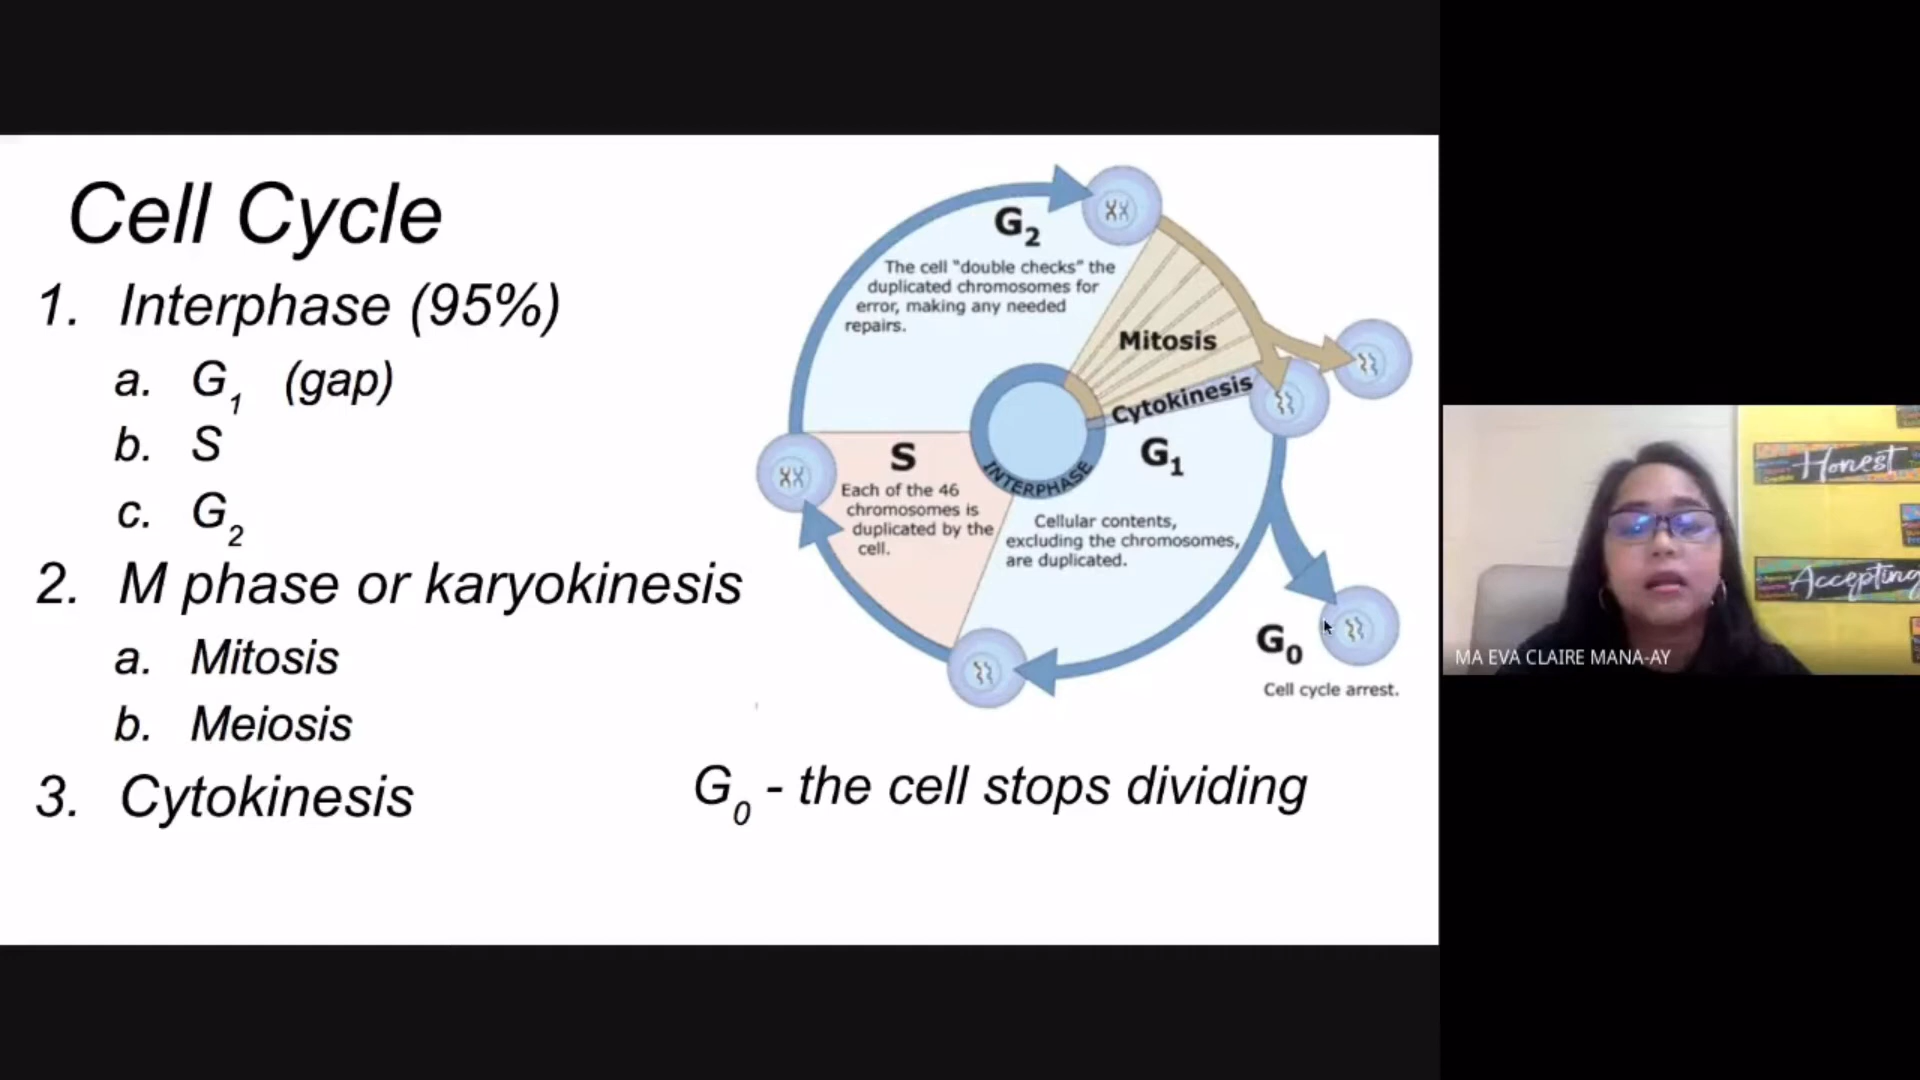 Cell Cycle
1. Interphase (95%)
a. G1 (gap)
b. S
c. G2
2. M phase or karyokinesis
a. Mitosis
b. Meiosis
3. Cytokinesis
G2
The cell "double checks" the
duplicated chromosomes for
error, making any needed
repairs.
Mitosis
Cytokinesis
S
Each of the 46
chromosomes is
duplicated by the
cell.
INTERPHASE
G1
Cellular contents,
excluding the chromosomes,
are duplicated.
G0
Cell cycle arrest.
G0 - the cell stops dividing
Honest
Accepting
MA EVA CLAIRE MANA-AY